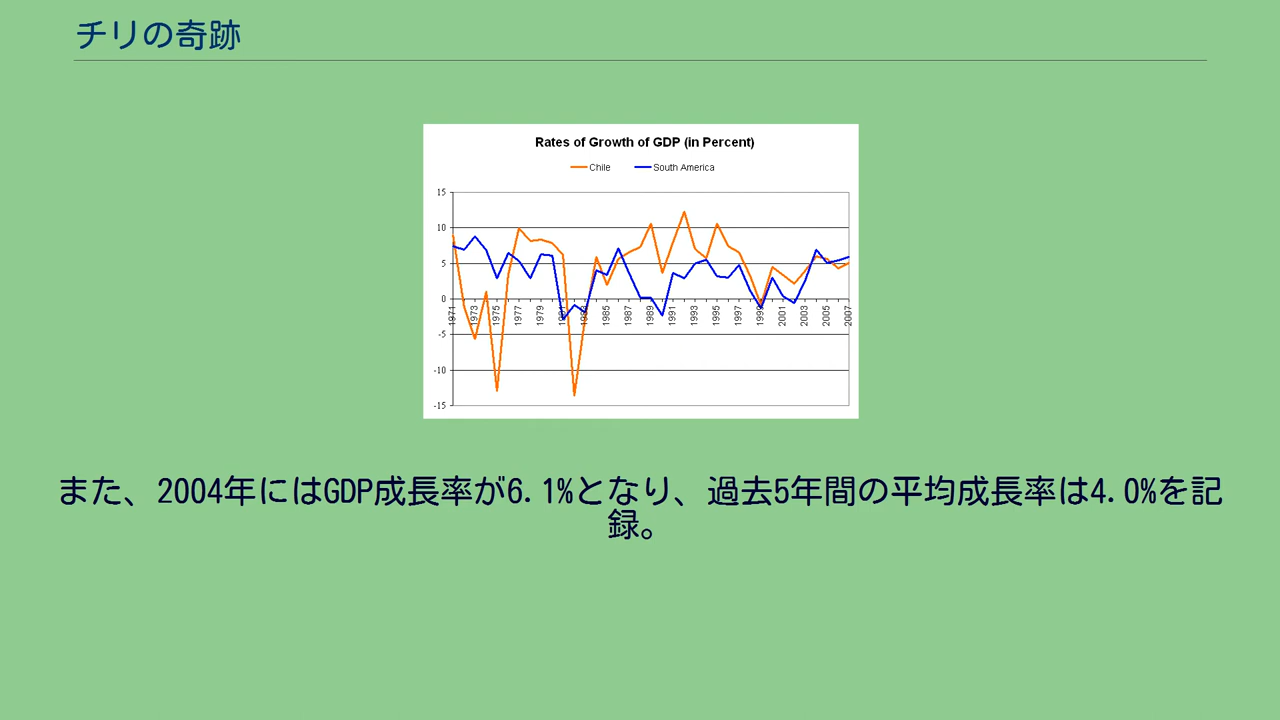 チリの奇跡
Rates of Growth of GDP (in Percent)
Chile South America
15
10
5
0
-5
-10
-15
1971 1973 1975 1977 1979 1981 1983 1985 1987 1989 1991 1993 1995 1997 1999 2001 2003 2005 2007
また、2004年にはGDP成長率が6.1%となり、過去5年間の平均成長率は4.0%を記
録。